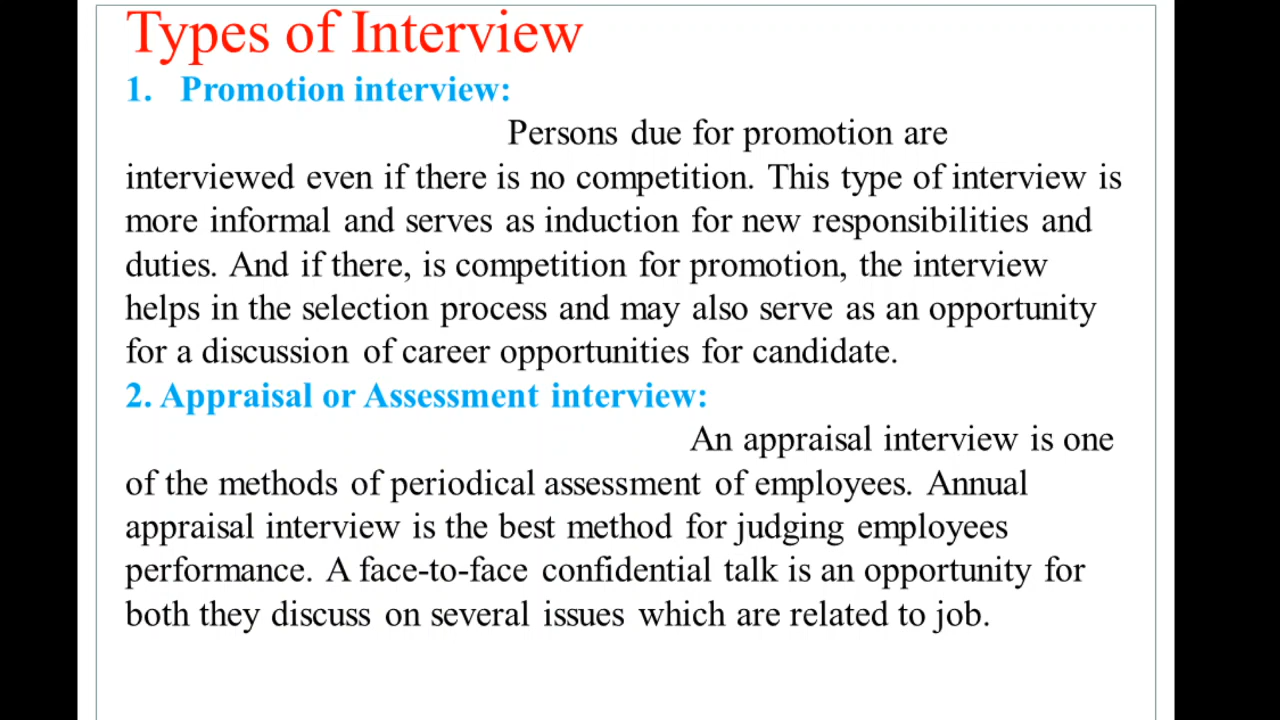 Types of Interview
1. Promotion interview:
Persons due for promotion are
interviewed even if there is no competition. This type of interview is
more informal and serves as induction for new responsibilities and
duties. And if there, is competition for promotion, the interview
helps in the selection process and may also serve as an opportunity
for a discussion of career opportunities for candidate.
2. Appraisal or Assessment interview:
An appraisal interview is one
of the methods of periodical assessment of employees. Annual
appraisal interview is the best method for judging employees
performance. A face-to-face confidential talk is an opportunity for
both they discuss on several issues which are related to job.